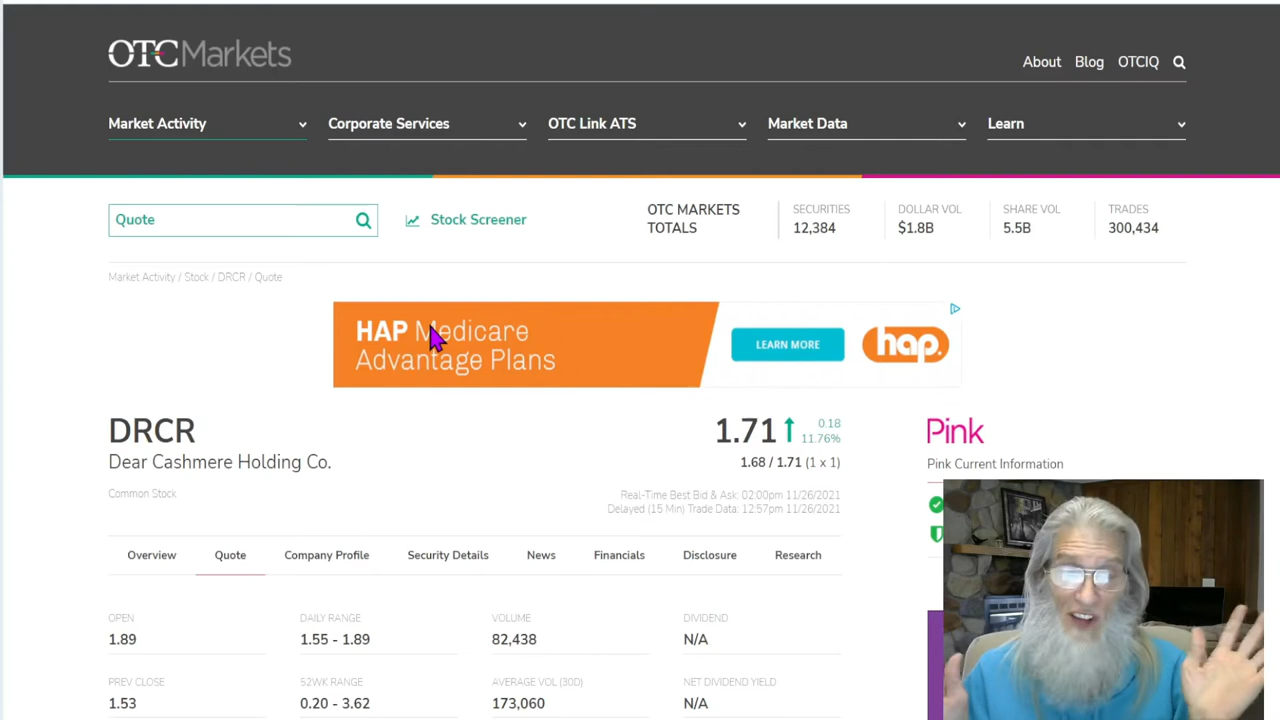 OTCMarkets
About Blog OTCIQ
Market Activity Corporate Services OTC Link ATS Market Data Learn
Quote
Stock Screener
OTC MARKETS
TOTALS
SECURITIES
12,384
DOLLAR VOL
$1.8B
SHARE VOL
5.5B
TRADES
300,434
Market Activity / Stock / DRCR / Quote
HAP Medicare
Advantage Plans
LEARN MORE
hap.
DRCR
Dear Cashmere Holding Co.
Common Stock
1.71
0.18
11.76%
1.68 / 1.71 (1 x 1)
Real-Time Best Bid & Ask: 02:00pm 11/26/2021
Delayed (15 Min) Trade Data: 12:57pm 11/26/2021
Pink
Pink Current Information
Overview Quote Company Profile Security Details News Financials Disclosure Research
OPEN
1.89
DAILY RANGE
1.55 - 1.89
VOLUME
82,438
DIVIDEND
N/A
PREV CLOSE
1.53
52WK RANGE
0.20 - 3.62
AVERAGE VOL (30D)
173,060
NET DIVIDEND YIELD
N/A